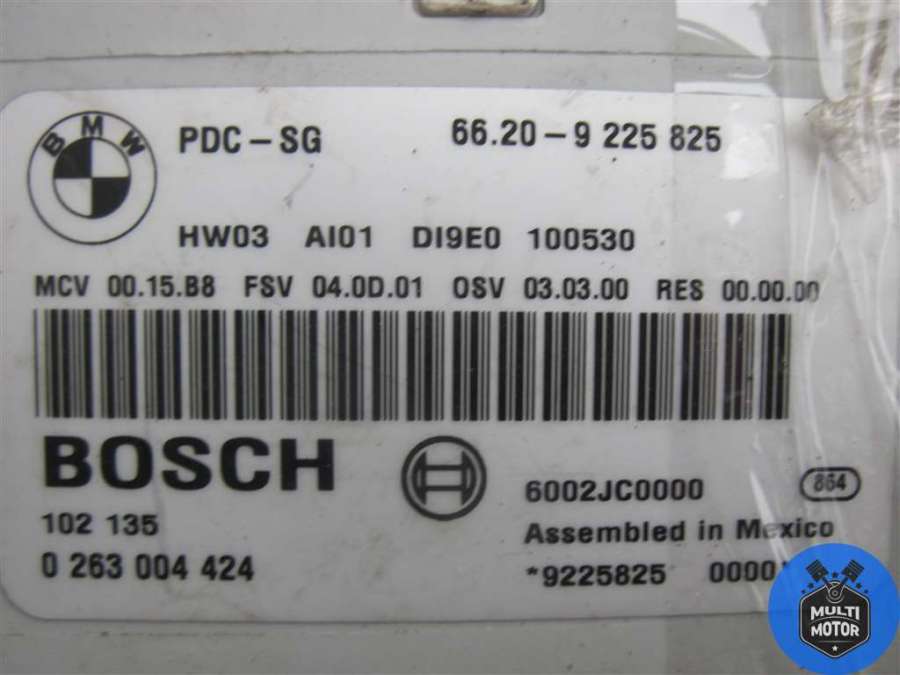 BMW
PDC-SG 66.20-9 225 825
HW03 AI01 DI9E0 100530
MCV 00.15.B8 FSV 04.0D.01 OSV 03.03.00 RES 00.00.00
BOSCH
6002JC0000 864
102 135
Assembled in Mexico
0 263 004 424
*9225825
MULTI
MOTOR